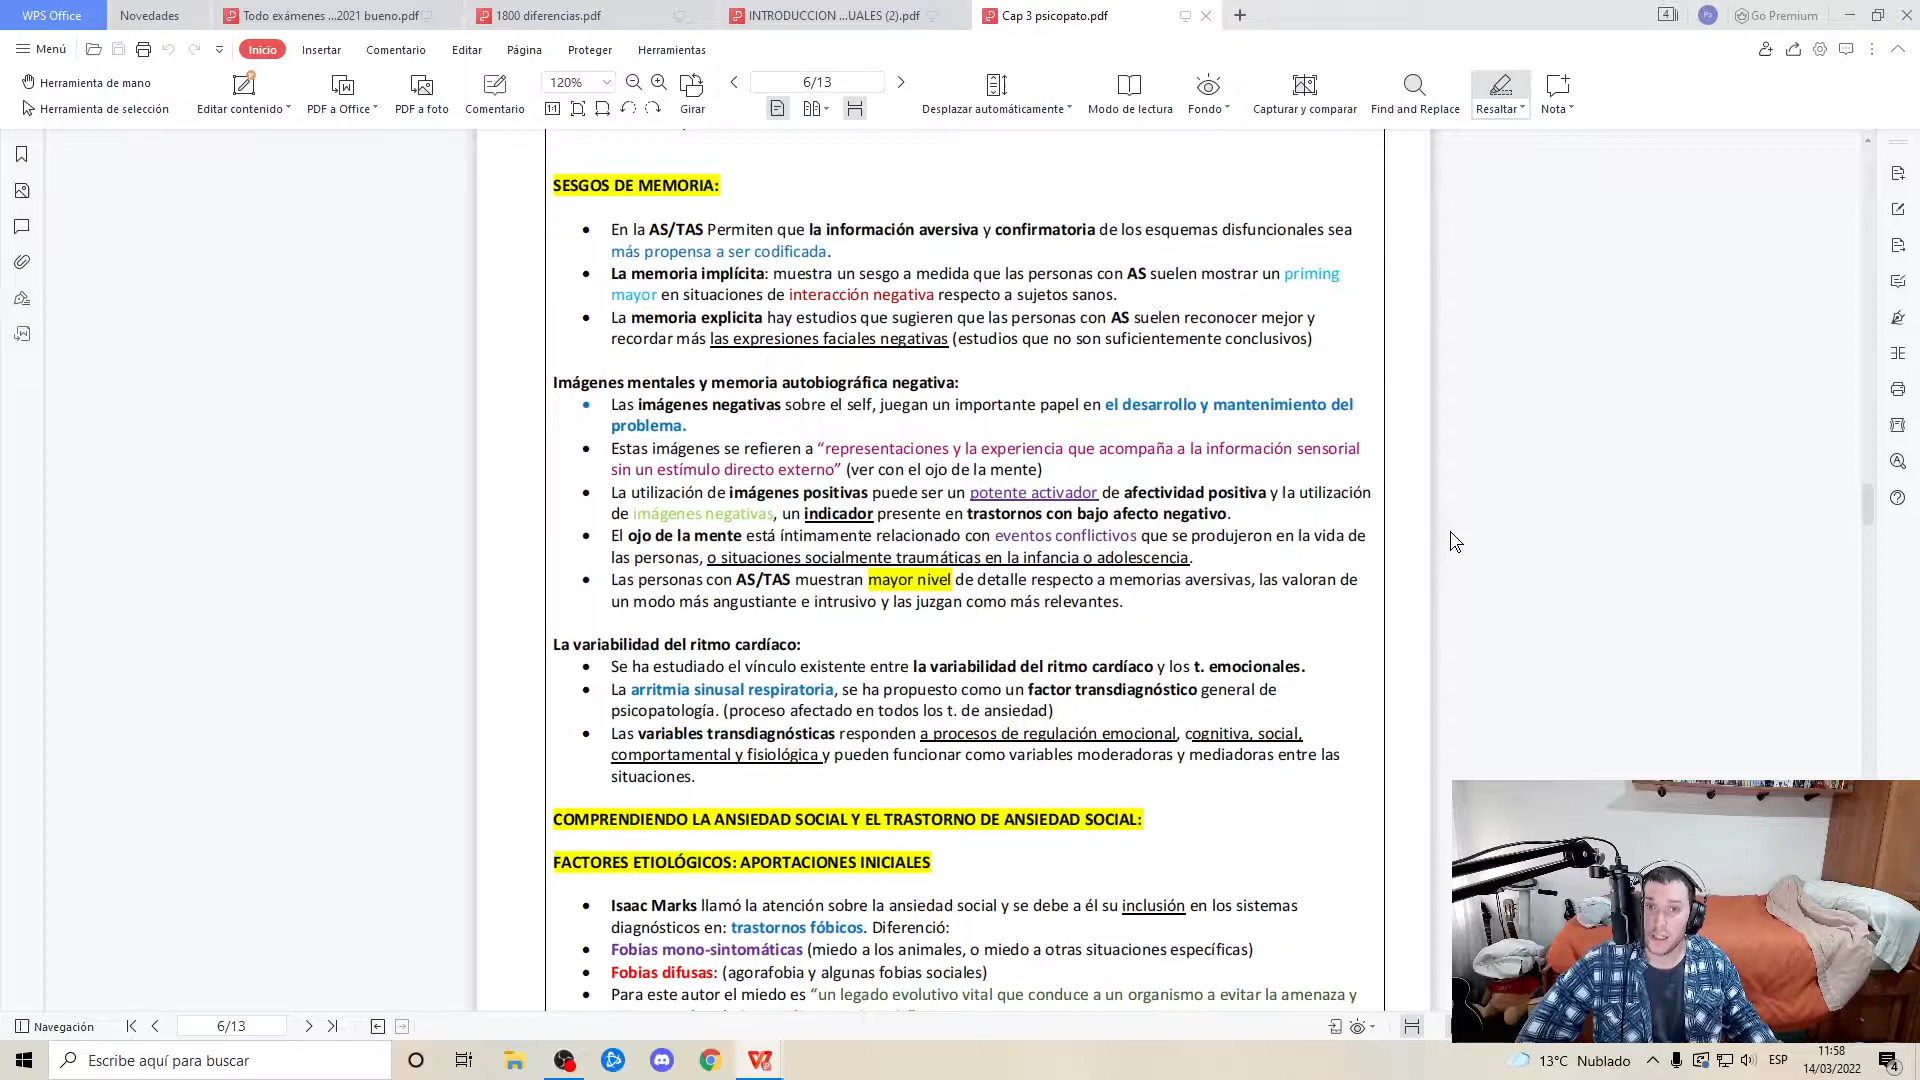 WPS Office
Novedades
Todo exámenes ...2021 bueno.pdf
1800 diferencias.pdf
INTRODUCCION ...UALES (2).pdf
Cap 3 psicopato.pdf
4
Ps
Go Premium
Menú
Inicio
Insertar
Comentario
Editar
Página
Proteger
Herramientas
Herramienta de mano
Herramienta de selección
Editar contenido
PDF a Office
PDF a foto
Comentario
120%
Girar
6/13
Desplazar automáticamente
Modo de lectura
Fondo
Capturar y comparar
Find and Replace
Resaltar
Nota
SESGOS DE MEMORIA:
• En la AS/TAS Permiten que la información aversiva y confirmatoria de los esquemas disfuncionales sea
más propensa a ser codificada.
• La memoria implícita: muestra un sesgo a medida que las personas con AS suelen mostrar un priming
mayor en situaciones de interacción negativa respecto a sujetos sanos.
• La memoria explicita hay estudios que sugieren que las personas con AS suelen reconocer mejor y
recordar más las expresiones faciales negativas (estudios que no son suficientemente conclusivos)
Imágenes mentales y memoria autobiográfica negativa:
• Las imágenes negativas sobre el self, juegan un importante papel en el desarrollo y mantenimiento del
problema.
• Estas imágenes se refieren a “representaciones y la experiencia que acompaña a la información sensorial
sin un estímulo directo externo” (ver con el ojo de la mente)
• La utilización de imágenes positivas puede ser un potente activador de afectividad positiva y la utilización
de imágenes negativas, un indicador presente en trastornos con bajo afecto negativo.
• El ojo de la mente está íntimamente relacionado con eventos conflictivos que se produjeron en la vida de
las personas, o situaciones socialmente traumáticas en la infancia o adolescencia.
• Las personas con AS/TAS muestran mayor nivel de detalle respecto a memorias aversivas, las valoran de
un modo más angustiante e intrusivo y las juzgan como más relevantes.
La variabilidad del ritmo cardíaco:
• Se ha estudiado el vínculo existente entre la variabilidad del ritmo cardíaco y los t. emocionales.
• La arritmia sinusal respiratoria, se ha propuesto como un factor transdiagnóstico general de
psicopatología. (proceso afectado en todos los t. de ansiedad)
• Las variables transdiagnósticas responden a procesos de regulación emocional, cognitiva, social,
comportamental y fisiológica y pueden funcionar como variables moderadoras y mediadoras entre las
situaciones.
COMPRENDIENDO LA ANSIEDAD SOCIAL Y EL TRASTORNO DE ANSIEDAD SOCIAL:
FACTORES ETIOLÓGICOS: APORTACIONES INICIALES
• Isaac Marks llamó la atención sobre la ansiedad social y se debe a él su inclusión en los sistemas
diagnósticos en: trastornos fóbicos. Diferenció:
• Fobias mono-sintomáticas (miedo a los animales, o miedo a otras situaciones específicas)
• Fobias difusas: (agorafobia y algunas fobias sociales)
• Para este autor el miedo es “un legado evolutivo vital que conduce a un organismo a evitar la amenaza y
Navegación
6/13
Escribe aquí para buscar
13°C Nublado
ESP
11:58
14/03/2022
4